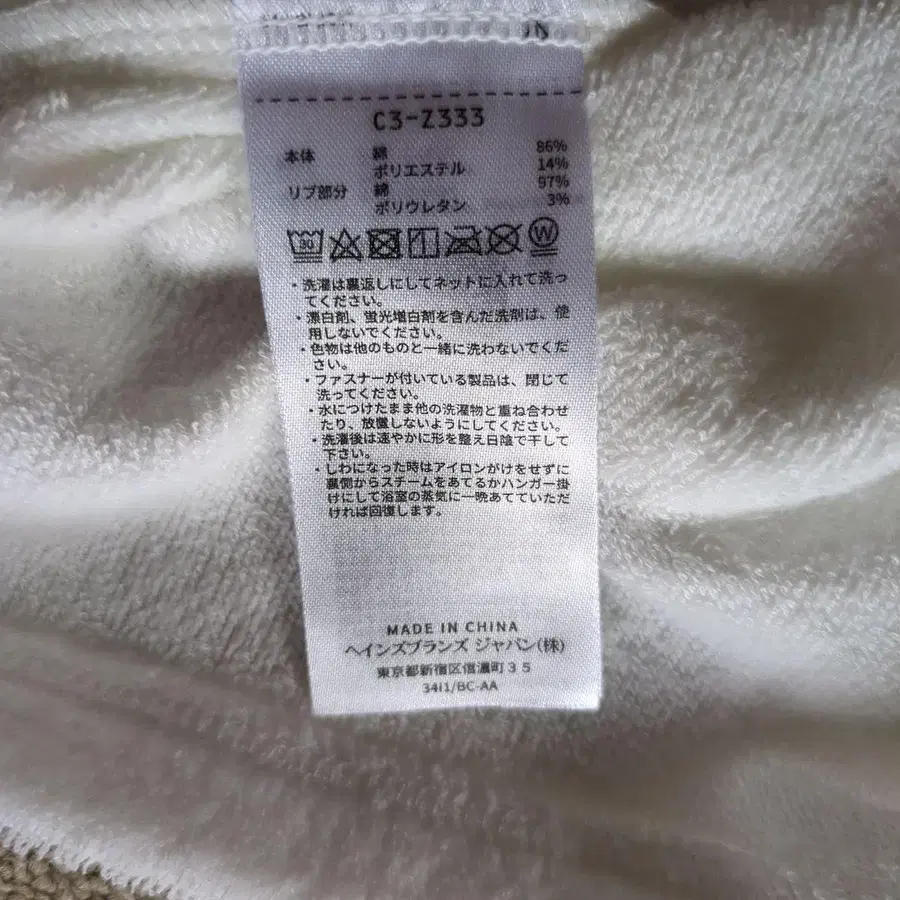 C3-Z333
本体 綿 86%
ポリエステル 14%
リブ部分 綿 97%
ポリウレタン 3%
30 W
・洗濯は裏返しにしてネットに入れて洗っ
てください。
・漂白剤、蛍光増白剤を含んだ洗剤は、使
用しないでください。
・色物は他のものと一緒に洗わないでくだ
さい。
・ファスナーが付いている製品は、閉じて
洗ってください。
・水につけたまま他の洗濯物と重ね合わせ
たり、放置しないようにしてください。
・洗濯後は速やかに形を整え日陰で干して
下さい。
・しわになった時はアイロンがけをせずに
裏側からスチームをあてるかハンガー掛
けにして浴室の蒸気に一晩あてていただ
ければ回復します。
MADE IN CHINA
ヘインズブランズ ジャパン(株)
東京都新宿区信濃町35
34I1/BC-AA